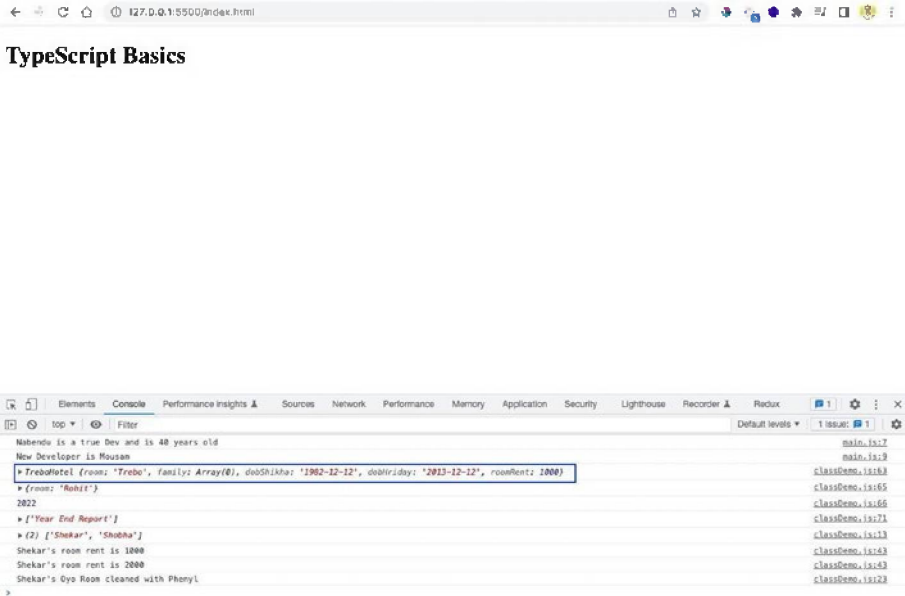 127.0.0.1:5500/index.html
TypeScript Basics
Elements Console Performance insights Sources Network Performance Memory Application Security Lighthouse Recorder Redux 1
top Filter Default levels 1 Issue: 1
Nabendu is a true Dev and is 40 years old main.js:7
New Developer is Mousam main.js:9
TreboHotel {room: 'Trebo', family: Array(0), dobShikha: '1982-12-12', dobHriday: '2013-12-12', roomRent: 1000} classDemo.js:63
{room: 'Rohit'} classDemo.js:65
2022 classDemo.js:66
['Year End Report'] classDemo.js:71
(2) ['Shekar', 'Shobha'] classDemo.js:13
Shekar's room rent is 1000 classDemo.js:43
Shekar's room rent is 2000 classDemo.js:43
Shekar's Oyo Room cleaned with Phenyl classDemo.js:23